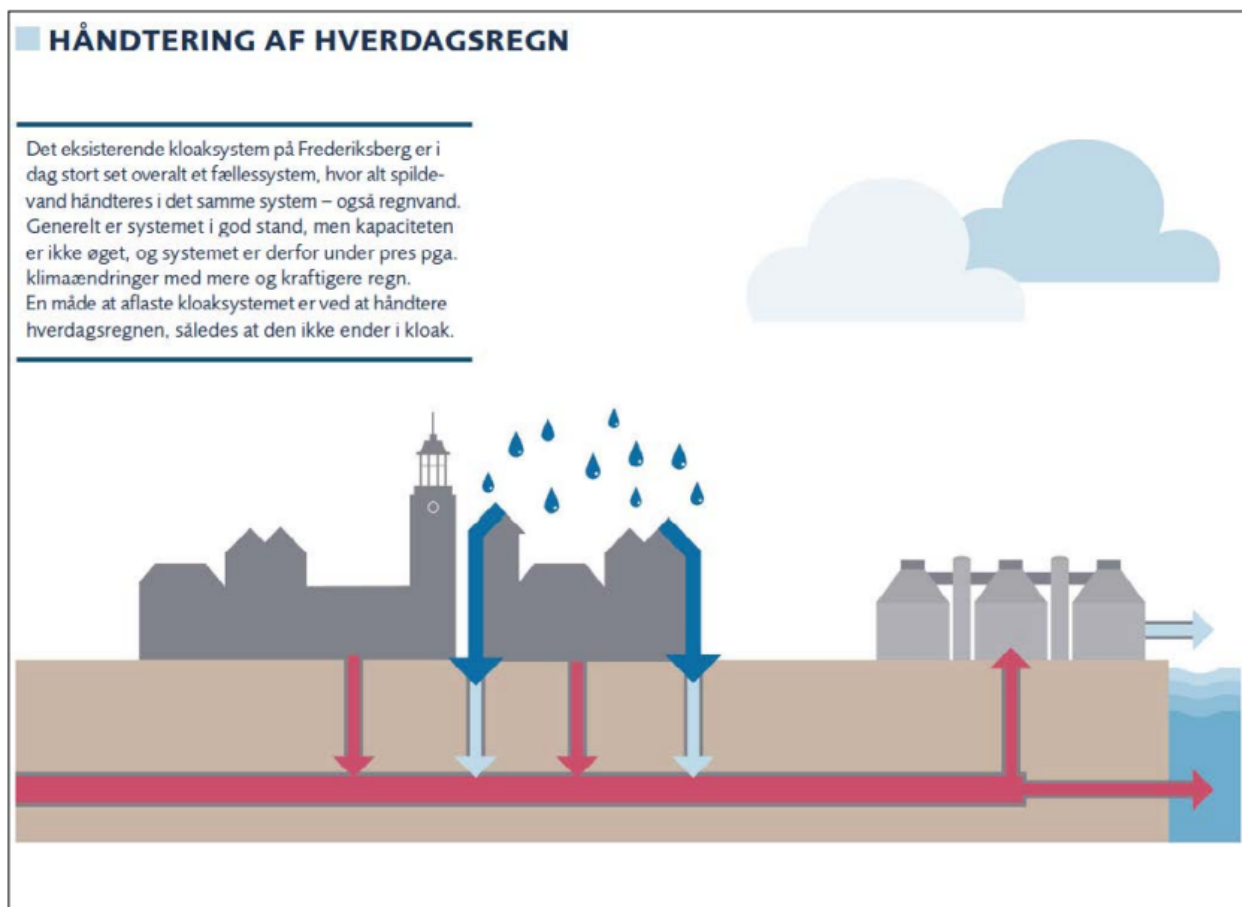 HÅNDTERING AF HVERDAGSREGN
Det eksisterende kloaksystem på Frederiksberg er i
dag stort set overalt et fællessystem, hvor alt spilde-
vand håndteres i det samme system – også regnvand.
Generelt er systemet i god stand, men kapaciteten
er ikke øget, og systemet er derfor under pres pga.
klimaændringer med mere og kraftigere regn.
En måde at aflaste kloaksystemet er ved at håndtere
hverdagsregnen, således at den ikke ender i kloak.